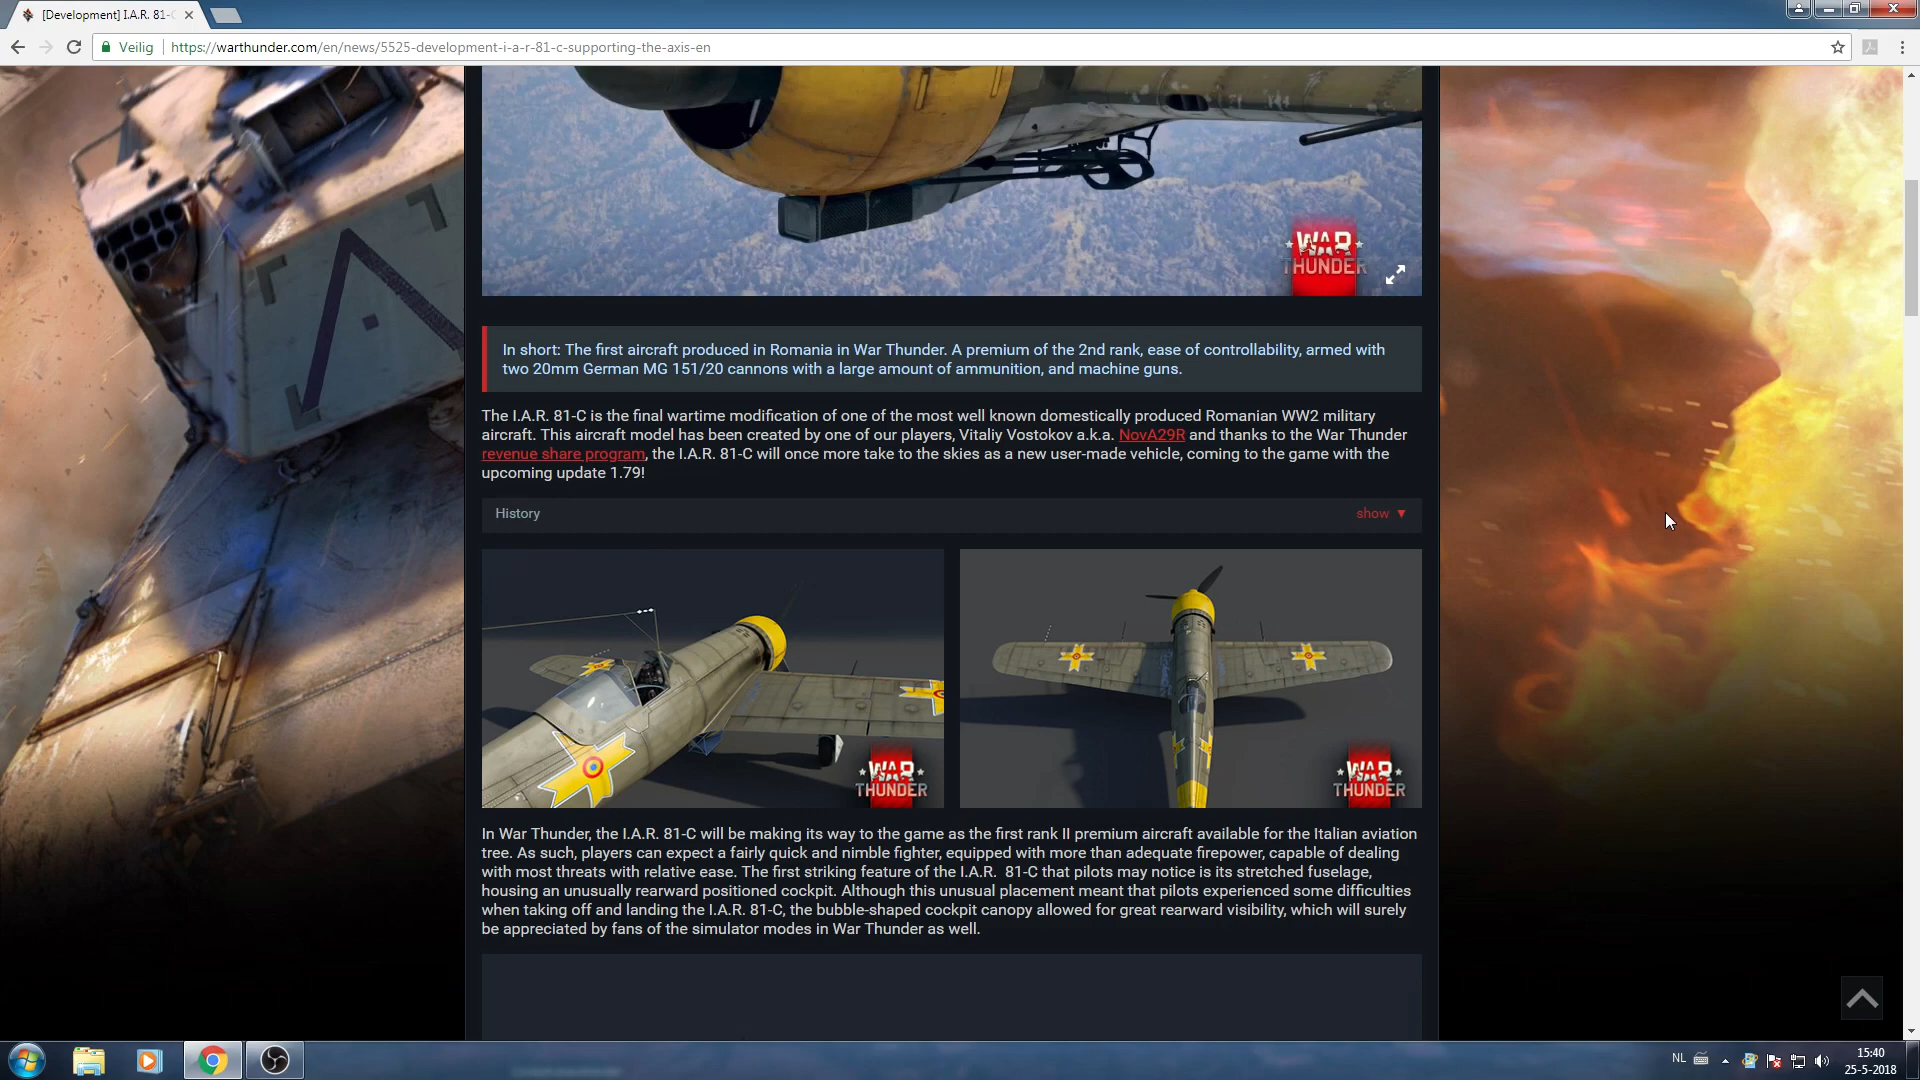 [Development] I.A.R. 81-C
Veilig
https://warthunder.com/en/news/5525-development-i-a-r-81-c-supporting-the-axis-en
WAR
THUNDER
In short: The first aircraft produced in Romania in War Thunder. A premium of the 2nd rank, ease of controllability, armed with
two 20mm German MG 151/20 cannons with a large amount of ammunition, and machine guns.
The I.A.R. 81-C is the final wartime modification of one of the most well known domestically produced Romanian WW2 military
aircraft. This aircraft model has been created by one of our players, Vitaliy Vostokov a.k.a. NovA29R and thanks to the War Thunder
revenue share program, the I.A.R. 81-C will once more take to the skies as a new user-made vehicle, coming to the game with the
upcoming update 1.79!
History
show ▼
WAR
THUNDER
WAR
THUNDER
In War Thunder, the I.A.R. 81-C will be making its way to the game as the first rank II premium aircraft available for the Italian aviation
tree. As such, players can expect a fairly quick and nimble fighter, equipped with more than adequate firepower, capable of dealing
with most threats with relative ease. The first striking feature of the I.A.R. 81-C that pilots may notice is its stretched fuselage,
housing an unusually rearward positioned cockpit. Although this unusual placement meant that pilots experienced some difficulties
when taking off and landing the I.A.R. 81-C, the bubble-shaped cockpit canopy allowed for great rearward visibility, which will surely
be appreciated by fans of the simulator modes in War Thunder as well.
NL
15:40
25-5-2018